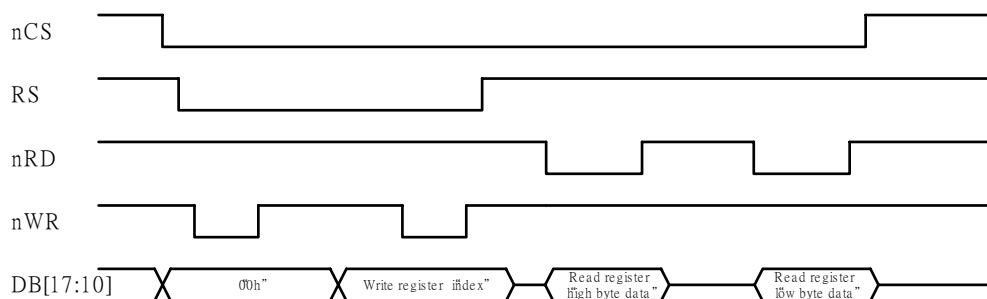 nCS
RS
nRD
nWR
DB[17:10]
"00h"
Write register "index"
Read register
"high byte data"
Read register
"low byte data"